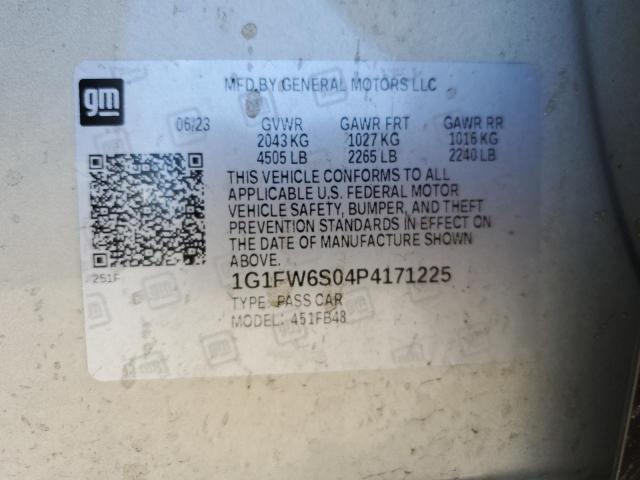 gm
MFD.BY GENERAL MOTORS LLC
06/23 GVWR GAWR FRT GAWR RR
2043 KG 1027 KG 1016 KG
4505 LB 2265 LB 2240 LB
THIS VEHICLE CONFORMS TO ALL
APPLICABLE U.S. FEDERAL MOTOR
VEHICLE SAFETY, BUMPER, AND THEFT
PREVENTION STANDARDS IN EFFECT ON
THE DATE OF MANUFACTURE SHOWN
ABOVE.
251F
1G1FW6S04P4171225
TYPE: PASS CAR
MODEL: 451FB48